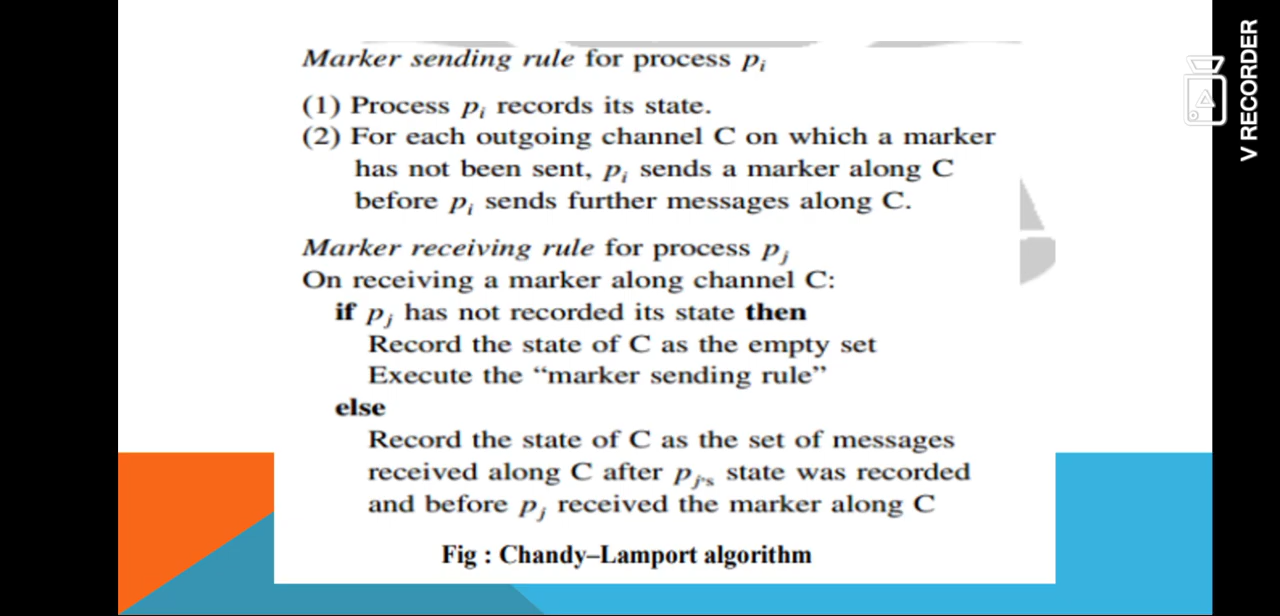 Marker sending rule for process pi
(1) Process pi records its state.
(2) For each outgoing channel C on which a marker
has not been sent, pi sends a marker along C
before pi sends further messages along C.
Marker receiving rule for process pj
On receiving a marker along channel C:
if pj has not recorded its state then
Record the state of C as the empty set
Execute the “marker sending rule”
else
Record the state of C as the set of messages
received along C after pj's state was recorded
and before pj received the marker along C
Fig : Chandy–Lamport algorithm
V RECORDER